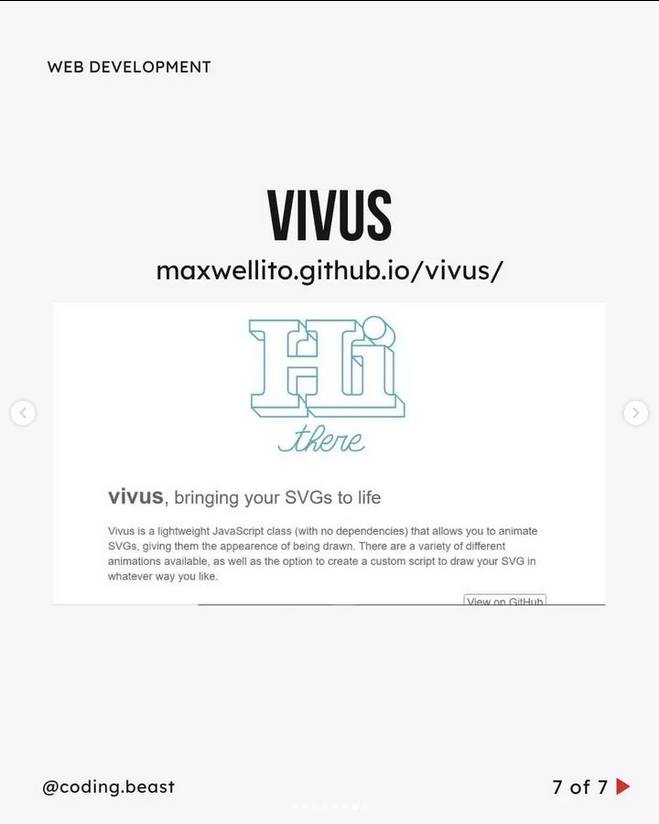 WEB DEVELOPMENT
VIVUS
maxwellito.github.io/vivus/
Hi
there
vivus, bringing your SVGs to life
Vivus is a lightweight JavaScript class (with no dependencies) that allows you to animate
SVGs, giving them the appearence of being drawn. There are a variety of different
animations available, as well as the option to create a custom script to draw your SVG in
whatever way you like.
View on GitHub
@coding.beast
7 of 7